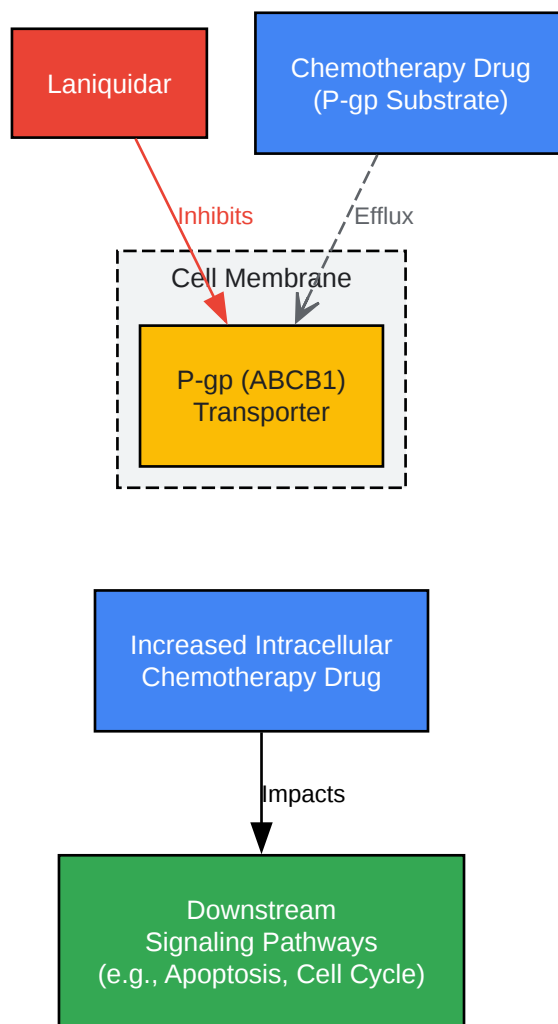 Laniquidar
Chemotherapy Drug
(P-gp Substrate)
Inhibits
Efflux
Cell Membrane
P-gp (ABCB1)
Transporter
Increased Intracellular
Chemotherapy Drug
Impacts
Downstream
Signaling Pathways
(e.g., Apoptosis, Cell Cycle)